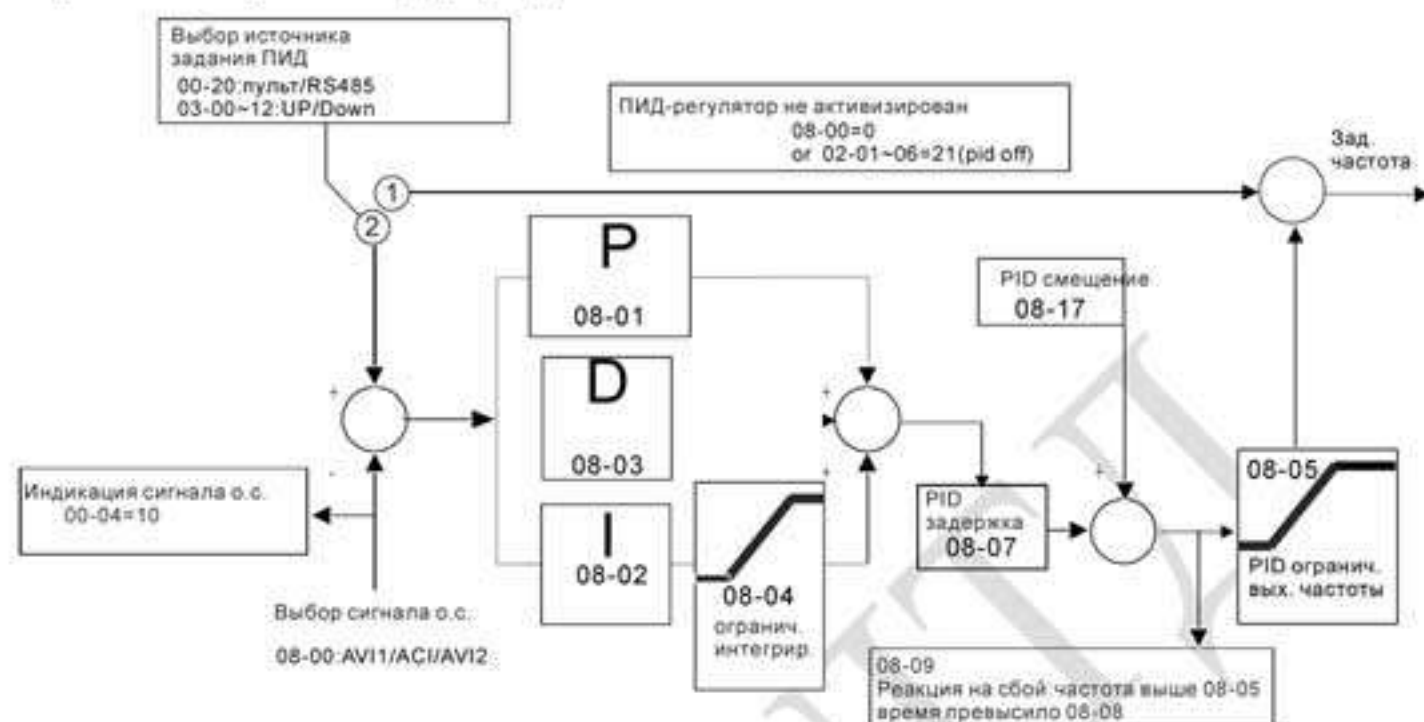 Выбор источника
задания ПИД
00-20:пульт/RS485
03-00~12:UP/Down
ПИД-регулятор не активизирован
08-00=0
or 02-01~06=21(pid off)
Зад.
частота
1
2
P
08-01
PID смещение
08-17
+
D
08-03
+
+
-
Индикация сигнала о.с.
00-04=10
I
08-02
08-04
огранич.
интегрир.
PID
задержка
08-07
+
08-05
PID огранич.
вых. частоты
Выбор сигнала о.с.
08-00:AVI1/ACI/AVI2
08-09
Реакция на сбой частота выше 08-05
время превысило 08-08